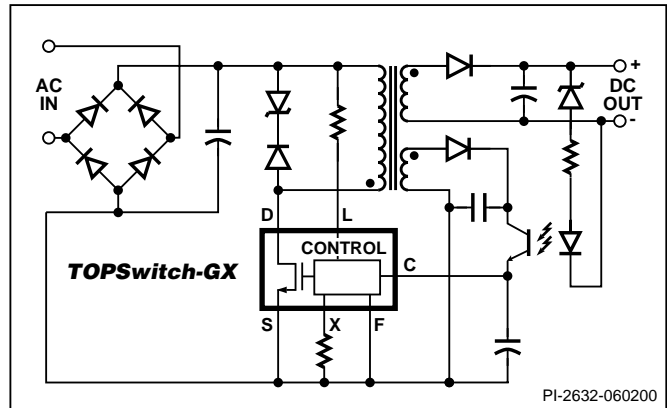 AC
IN
+
DC
OUT
-
D
L
CONTROL
C
TOPSwitch-GX
S
X
F
PI-2632-060200